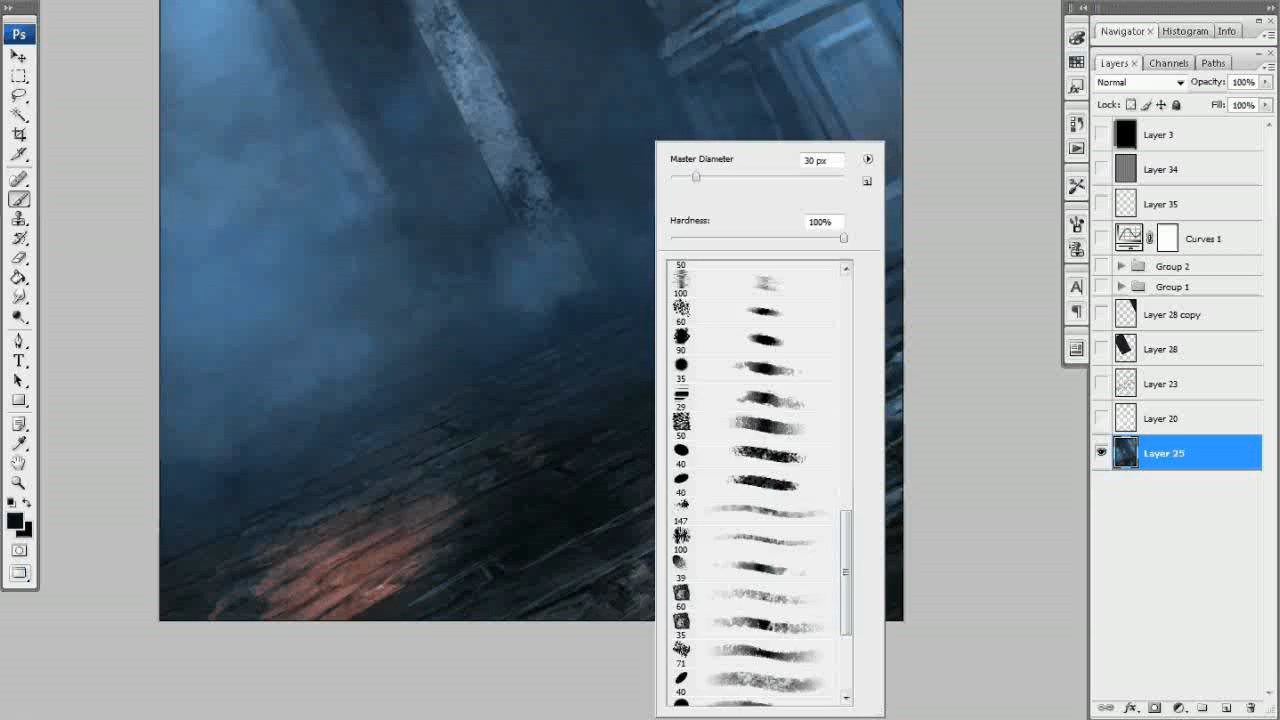 Ps
Navigator × Histogram Info
Layers × Channels Paths
Normal Opacity: 100%
Lock: Fill: 100%
Layer 3
Layer 34
Layer 35
Curves 1
Group 2
Group 1
Layer 28 copy
Layer 28
Layer 23
Layer 20
Layer 25
Master Diameter 30 px
Hardness: 100%
50
100
60
90
35
29
50
40
40
147
100
39
60
35
71
40
T
A
fx